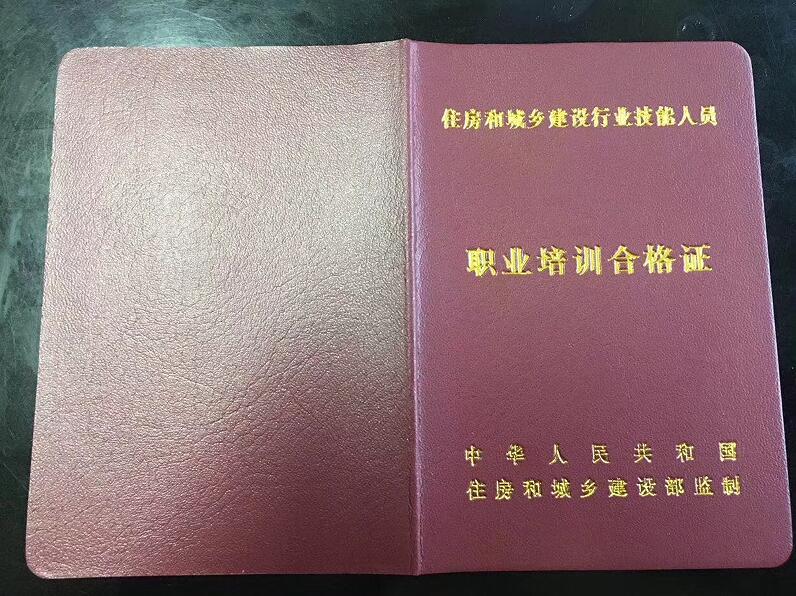 住房和城乡建设行业技能人员
职业培训合格证
中华人民共和国
住房和城乡建设部监制